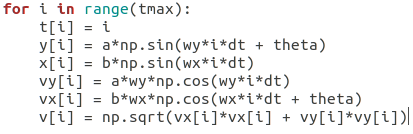 for i in range(tmax):
t[i] = i
y[i] = a*np.sin(wy*i*dt + theta)
x[i] = b*np.sin(wx*i*dt)
vy[i] = a*wy*np.cos(wy*i*dt)
vx[i] = b*wx*np.cos(wx*i*dt + theta)
v[i] = np.sqrt(vx[i]*vx[i] + vy[i]*vy[i])